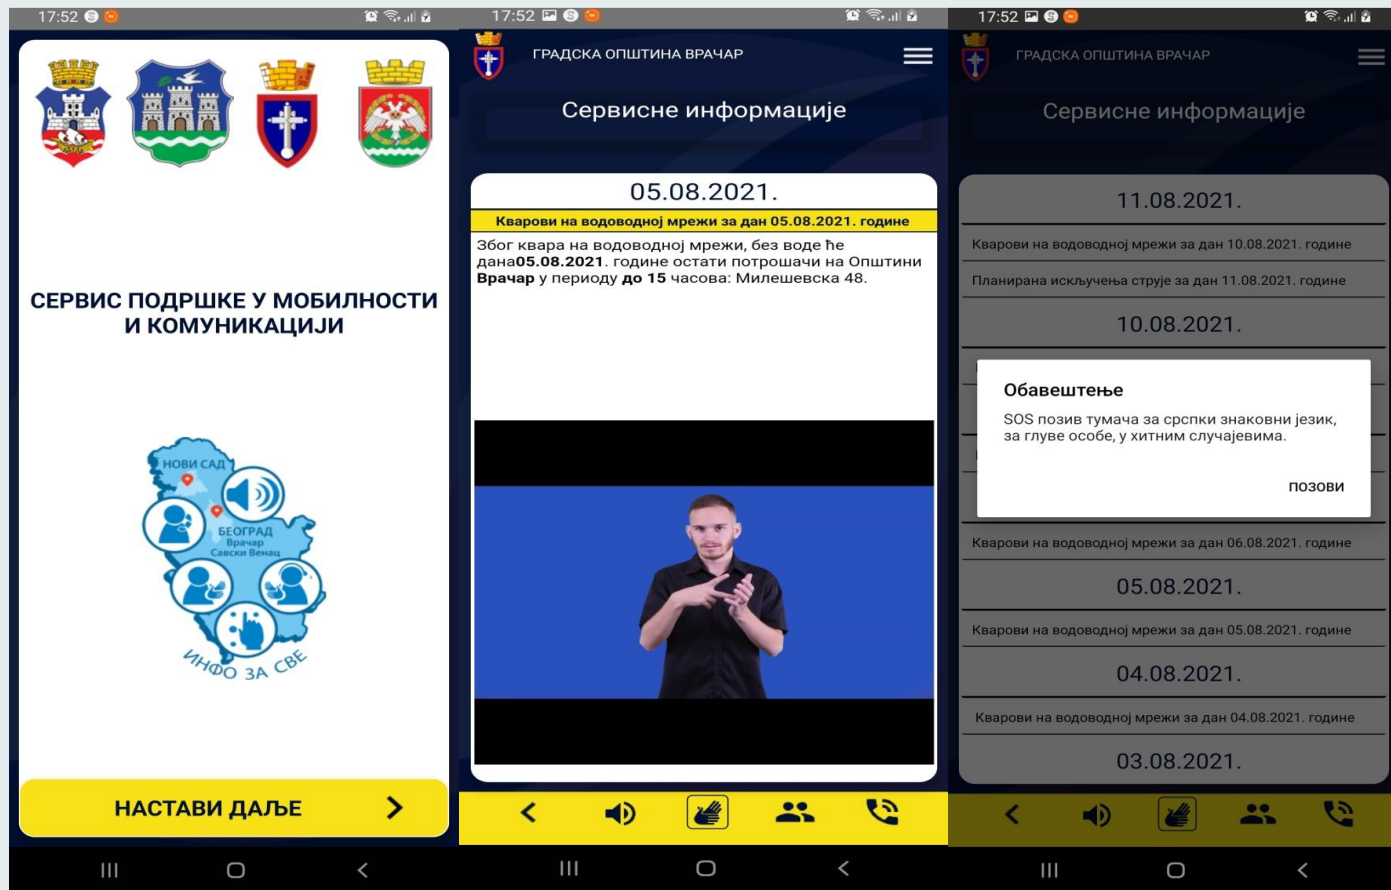 17:52
СЕРВИС ПОДРШКЕ У МОБИЛНОСТИ
И КОМУНИКАЦИЈИ
НОВИ САД
БЕОГРАД
Врачар
Савски Венац
ИНФО ЗА СВЕ
НАСТАВИ ДАЉЕ
17:52
ГРАДСКА ОПШТИНА ВРАЧАР
Сервисне информације
05.08.2021.
Кварови на водоводној мрежи за дан 05.08.2021. године
Због квара на водоводној мрежи, без воде ће
дана05.08.2021. године остати потрошачи на Општини
Врачар у периоду до 15 часова: Милешевска 48.
17:52
ГРАДСКА ОПШТИНА ВРАЧАР
Сервисне информације
11.08.2021.
Кварови на водоводној мрежи за дан 10.08.2021. године
Планирана искључења струје за дан 11.08.2021. године
10.08.2021.
Обавештење
SOS позив тумача за српски знаковни језик,
за глуве особе, у хитним случајевима.
ПОЗОВИ
Кварови на водоводној мрежи за дан 06.08.2021. године
05.08.2021.
Кварови на водоводној мрежи за дан 05.08.2021. године
04.08.2021.
Кварови на водоводној мрежи за дан 04.08.2021. године
03.08.2021.